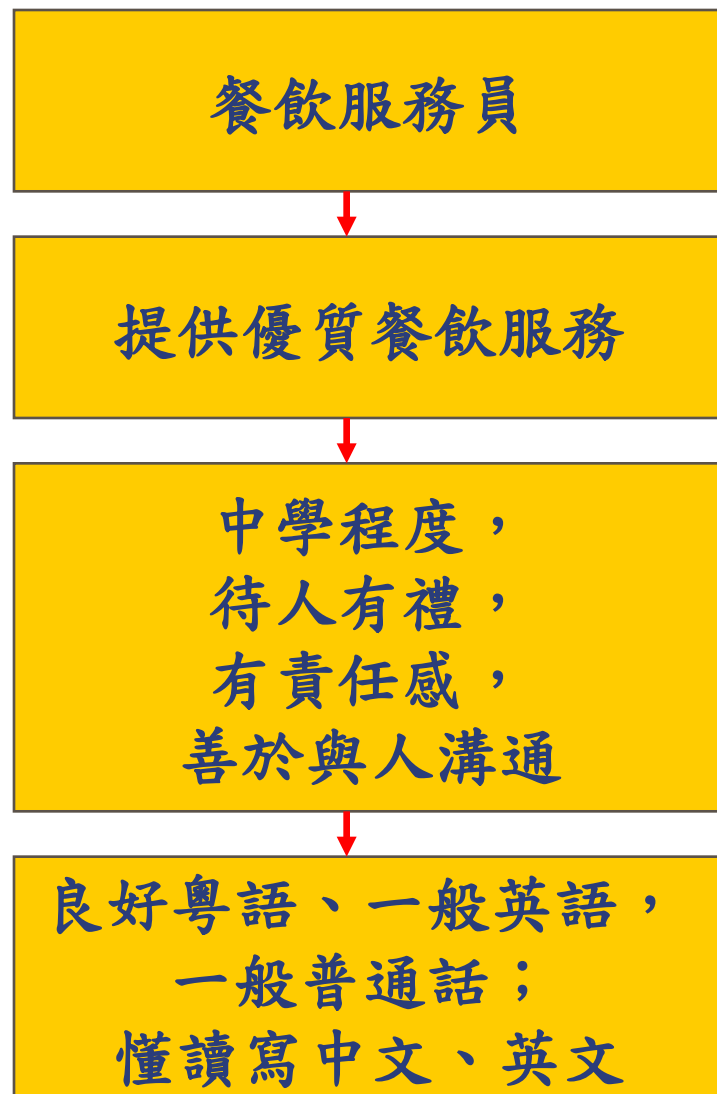 餐飲服務員
提供優質餐飲服務
中學程度，
待人有禮，
有責任感，
善於與人溝通
良好粵語、一般英語，
一般普通話；
懂讀寫中文、英文